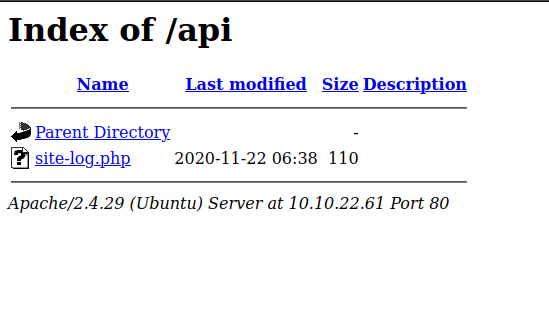 Index of /api
Name Last modified Size Description
Parent Directory -
site-log.php 2020-11-22 06:38 110
Apache/2.4.29 (Ubuntu) Server at 10.10.22.61 Port 80